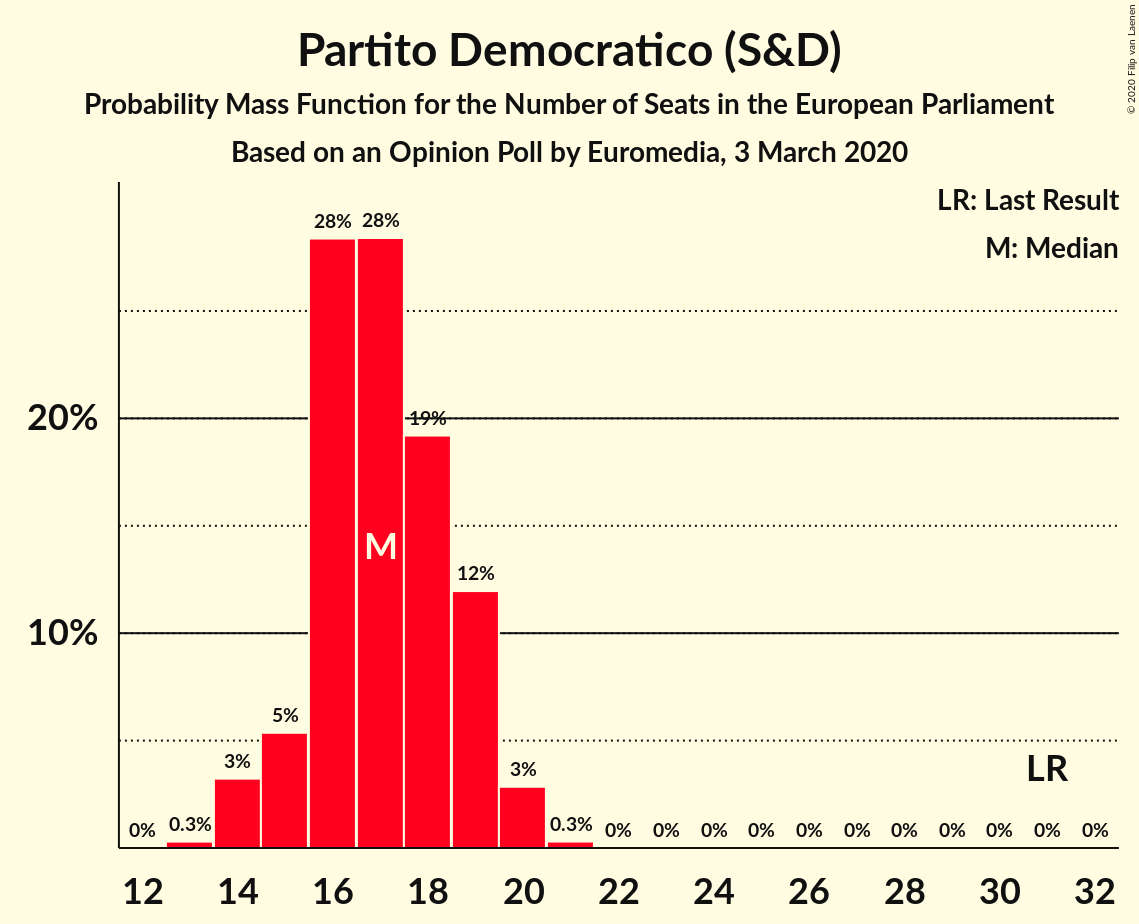 Partito Democratico (S&D)
Probability Mass Function for the Number of Seats in the European Parliament
Based on an Opinion Poll by Euromedia, 3 March 2020
© 2020 Filip van Laenen
LR: Last Result
M: Median
28% 28%
20%
19%
M
12%
10%
5%
3%
3%
LR
0% 0.3% 0.3% 0% 0% 0% 0% 0% 0% 0% 0% 0% 0% 0%
12 14 16 18 20 22 24 26 28 30 32